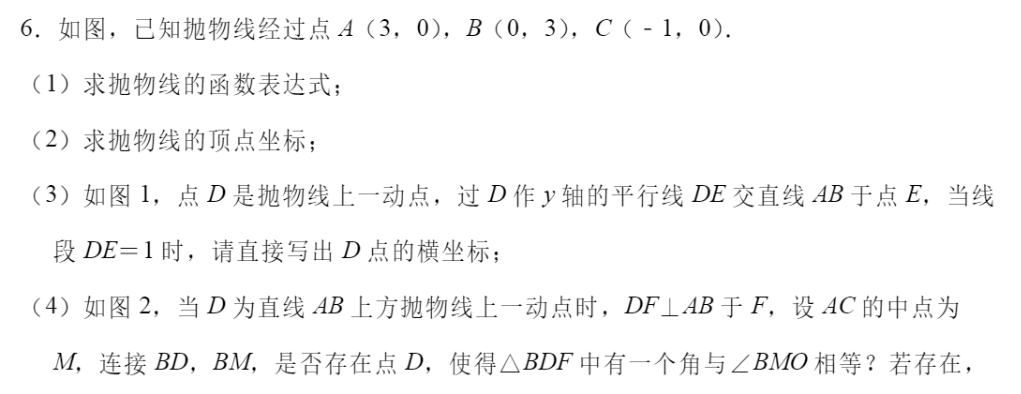 6．如图，已知抛物线经过点 A（3，0），B（0，3），C（﹣1，0）．
（1）求抛物线的函数表达式；
（2）求抛物线的顶点坐标；
（3）如图 1，点 D 是抛物线上一动点，过 D 作 y 轴的平行线 DE 交直线 AB 于点 E，当线
段 DE＝1 时，请直接写出 D 点的横坐标；
（4）如图 2，当 D 为直线 AB 上方抛物线上一动点时，DF⊥AB 于 F，设 AC 的中点为
M，连接 BD，BM，是否存在点 D，使得△BDF 中有一个角与∠BMO 相等？若存在，